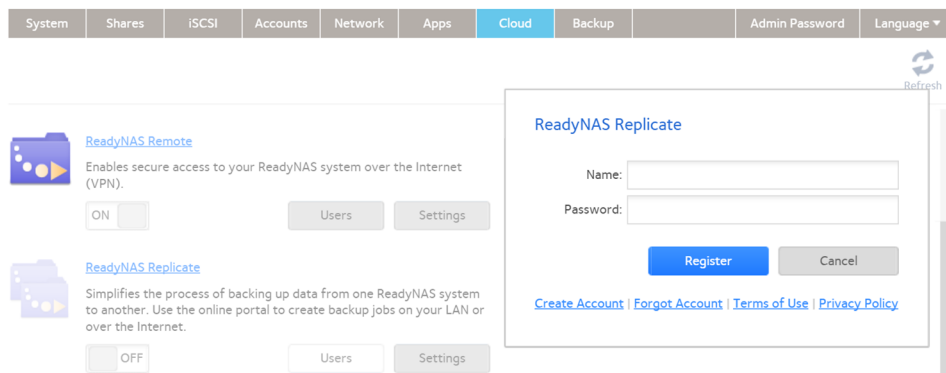 System Shares iSCSI Accounts Network Apps Cloud Backup Admin Password Language
Refresh
ReadyNAS Remote
Enables secure access to your ReadyNAS system over the Internet
(VPN).
ON Users Settings
ReadyNAS Replicate
Simplifies the process of backing up data from one ReadyNAS system
to another. Use the online portal to create backup jobs on your LAN or
over the Internet.
OFF Users Settings
ReadyNAS Replicate
Name:
Password:
Register Cancel
Create Account | Forgot Account | Terms of Use | Privacy Policy